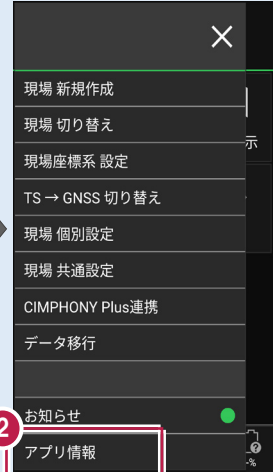 現場 新規作成
現場 切り替え
示
現場座標系 設定
TS → GNSS 切り替え
現場 個別設定
現場 共通設定
CIMPHONY Plus連携
データ移行
2
お知らせ
アプリ情報
-%